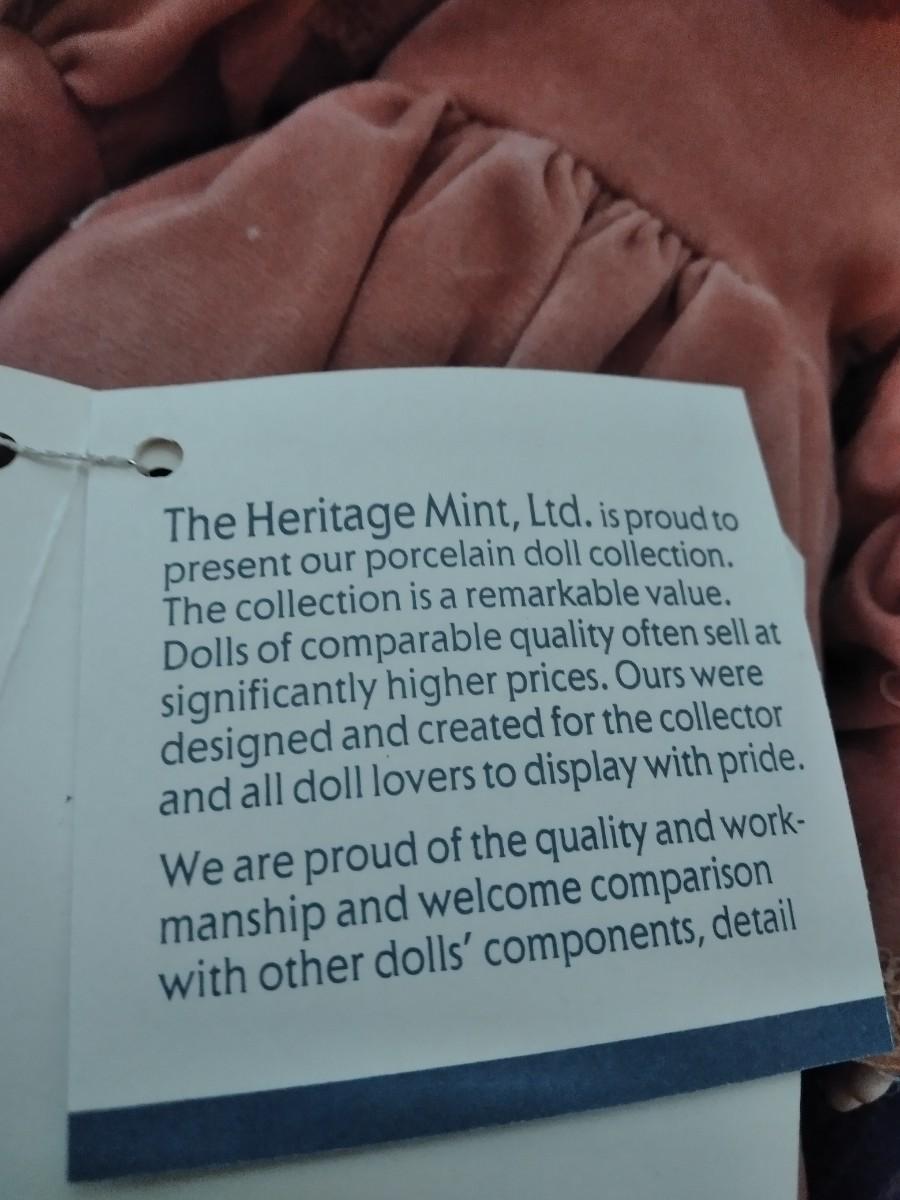 The Heritage Mint, Ltd. is proud to
present our porcelain doll collection.
The collection is a remarkable value.
Dolls of comparable quality often sell at
significantly higher prices. Ours were
designed and created for the collector
and all doll lovers to display with pride.
We are proud of the quality and work-
manship and welcome comparison
with other dolls’ components, detail